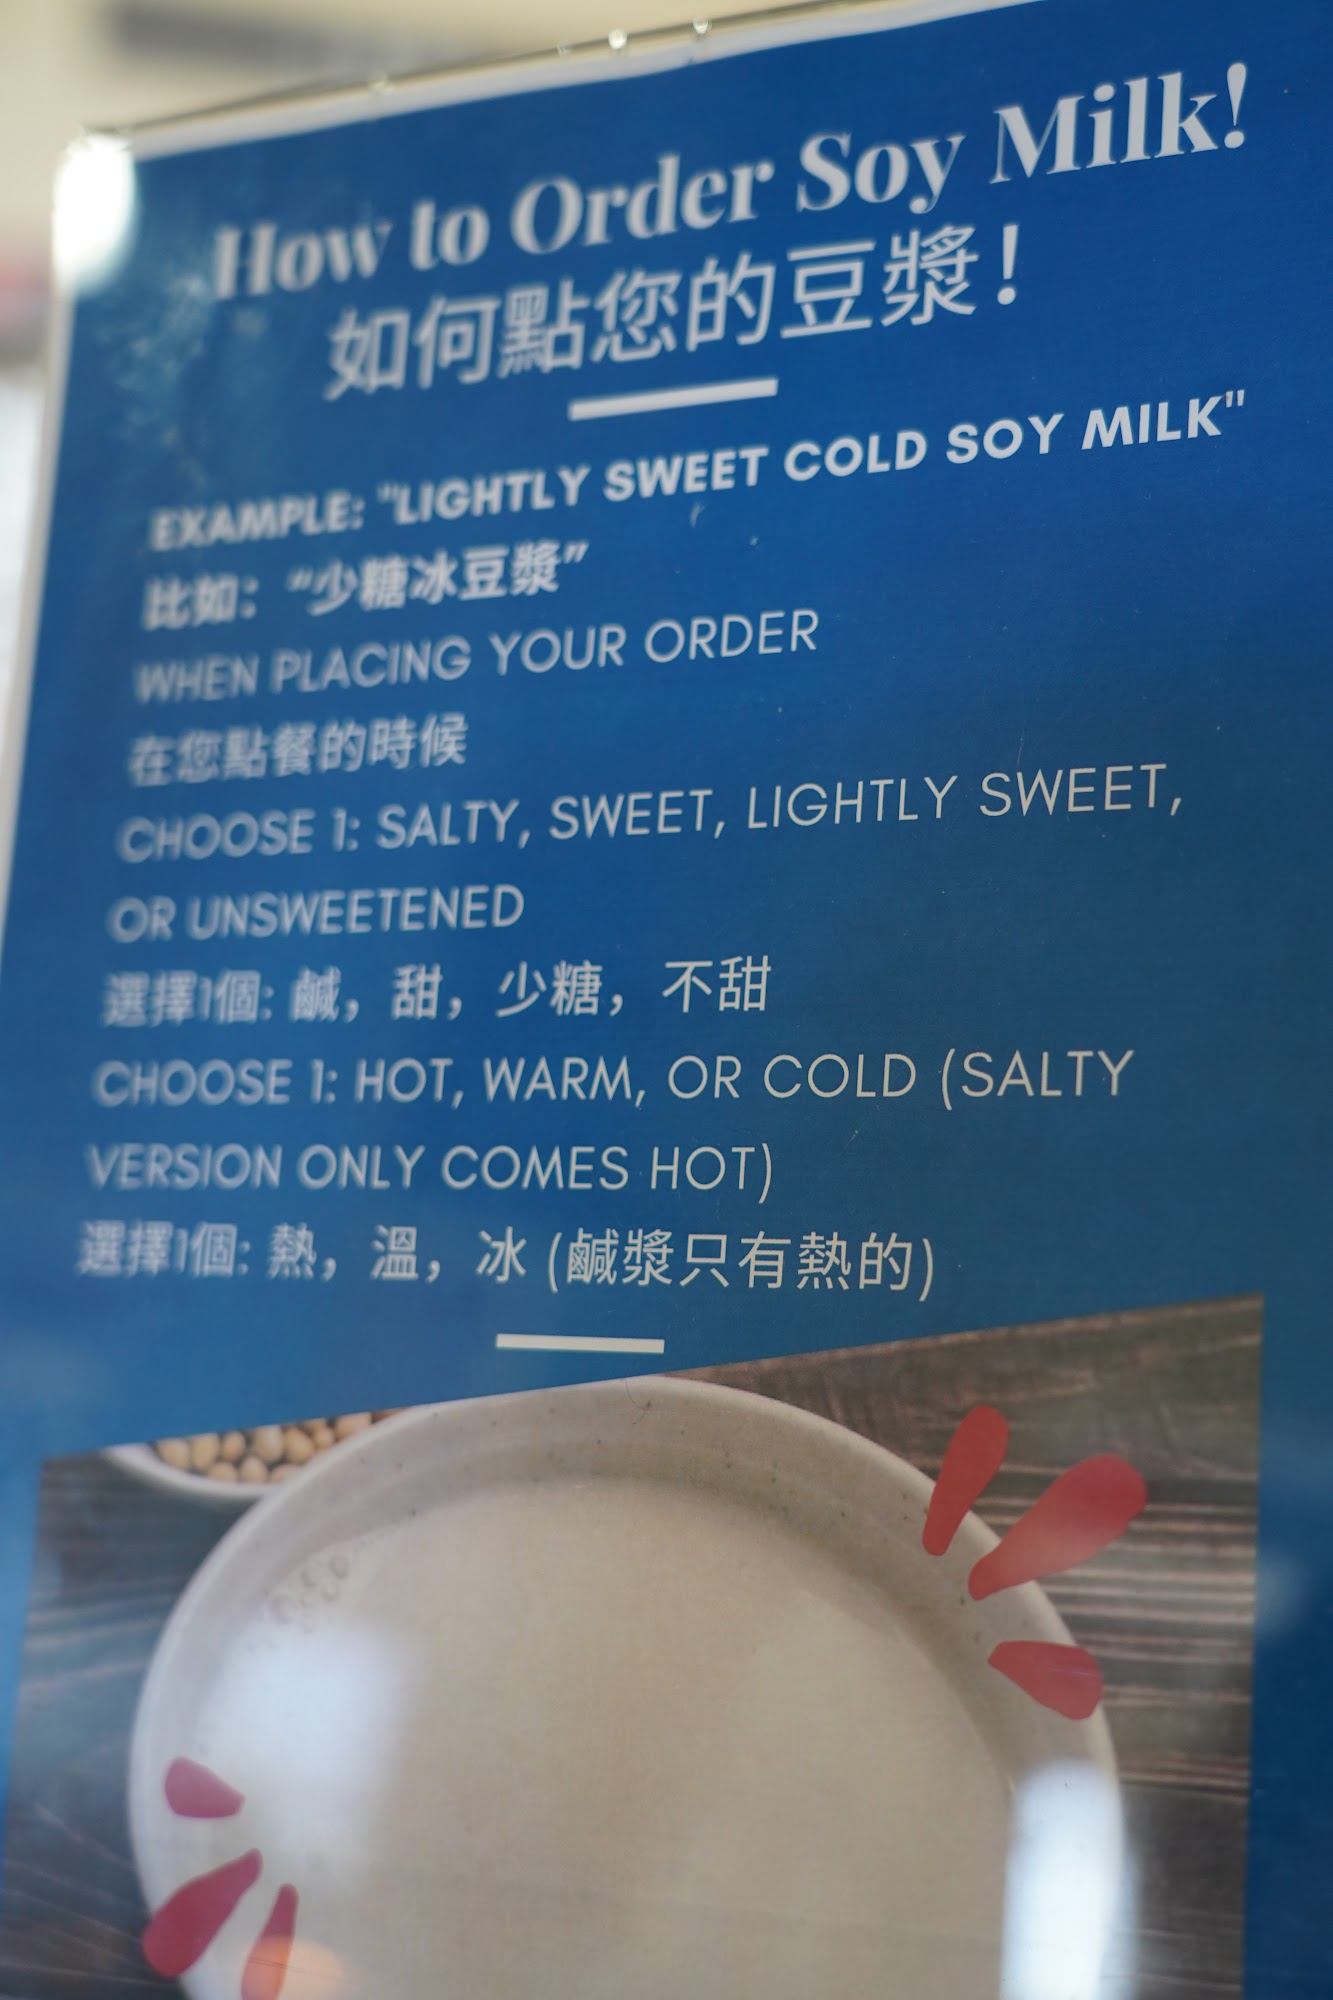 How to Order Soy Milk!
如何點您的豆漿！
EXAMPLE: "LIGHTLY SWEET COLD SOY MILK"
比如：“少糖冰豆漿”
WHEN PLACING YOUR ORDER
在您點餐的時候
CHOOSE 1: SALTY, SWEET, LIGHTLY SWEET,
OR UNSWEETENED
選擇1個: 鹹，甜，少糖，不甜
CHOOSE 1: HOT, WARM, OR COLD (SALTY
VERSION ONLY COMES HOT)
選擇1個: 熱，溫，冰 (鹹漿只有熱的)